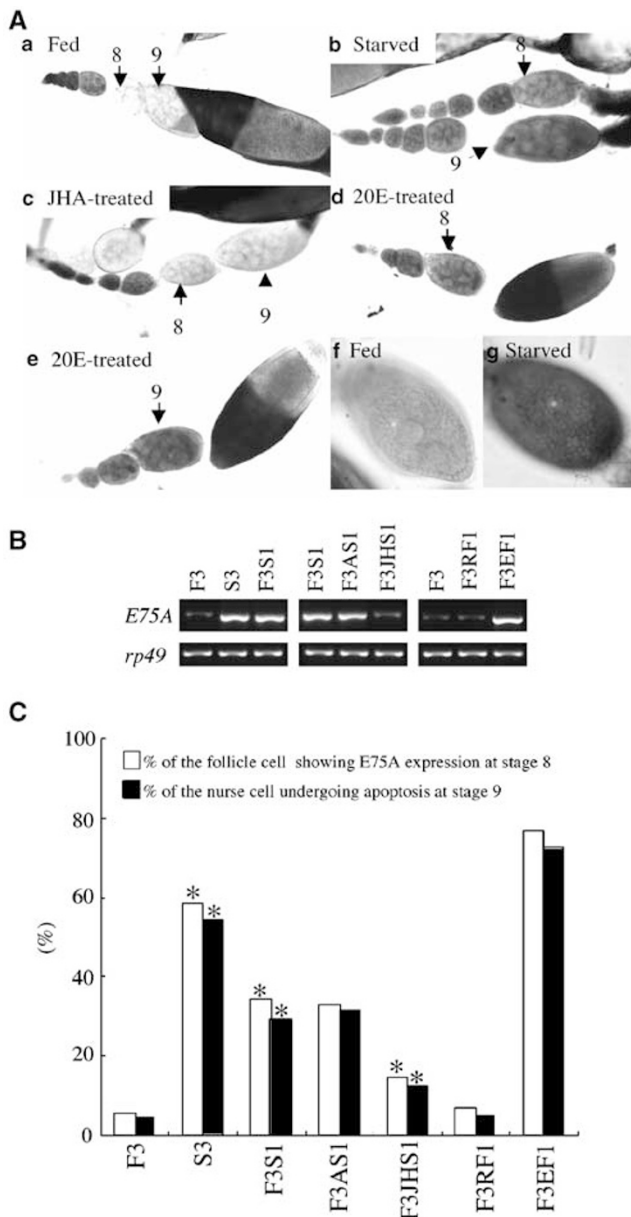 A
a Fed
8 9
b Starved
8
9
c JHA-treated
8
9
d 20E-treated
8
e 20E-treated
9
f Fed
g Starved
B
F3 S3 F3S1 F3S1 F3AS1 F3JHS1 F3 F3RF1 F3EF1
E75A
rp49
C
100
80
60
40
20
0
(%)
% of the follicle cell showing E75A expression at stage 8
% of the nurse cell undergoing apoptosis at stage 9
* *
* *
* *
F3 S3 F3S1 F3AS1 F3JHS1 F3RF1 F3EF1